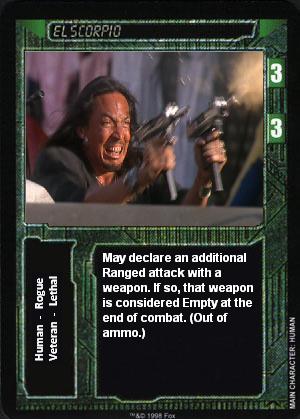 EL SCORPIO
3
3
Human - Rogue
Veteran - Lethal
May declare an additional
Ranged attack with a
weapon. If so, that weapon
is considered Empty at the
end of combat. (Out of
ammo.)
MAIN CHARACTER: HUMAN
™&© 1998 Fox